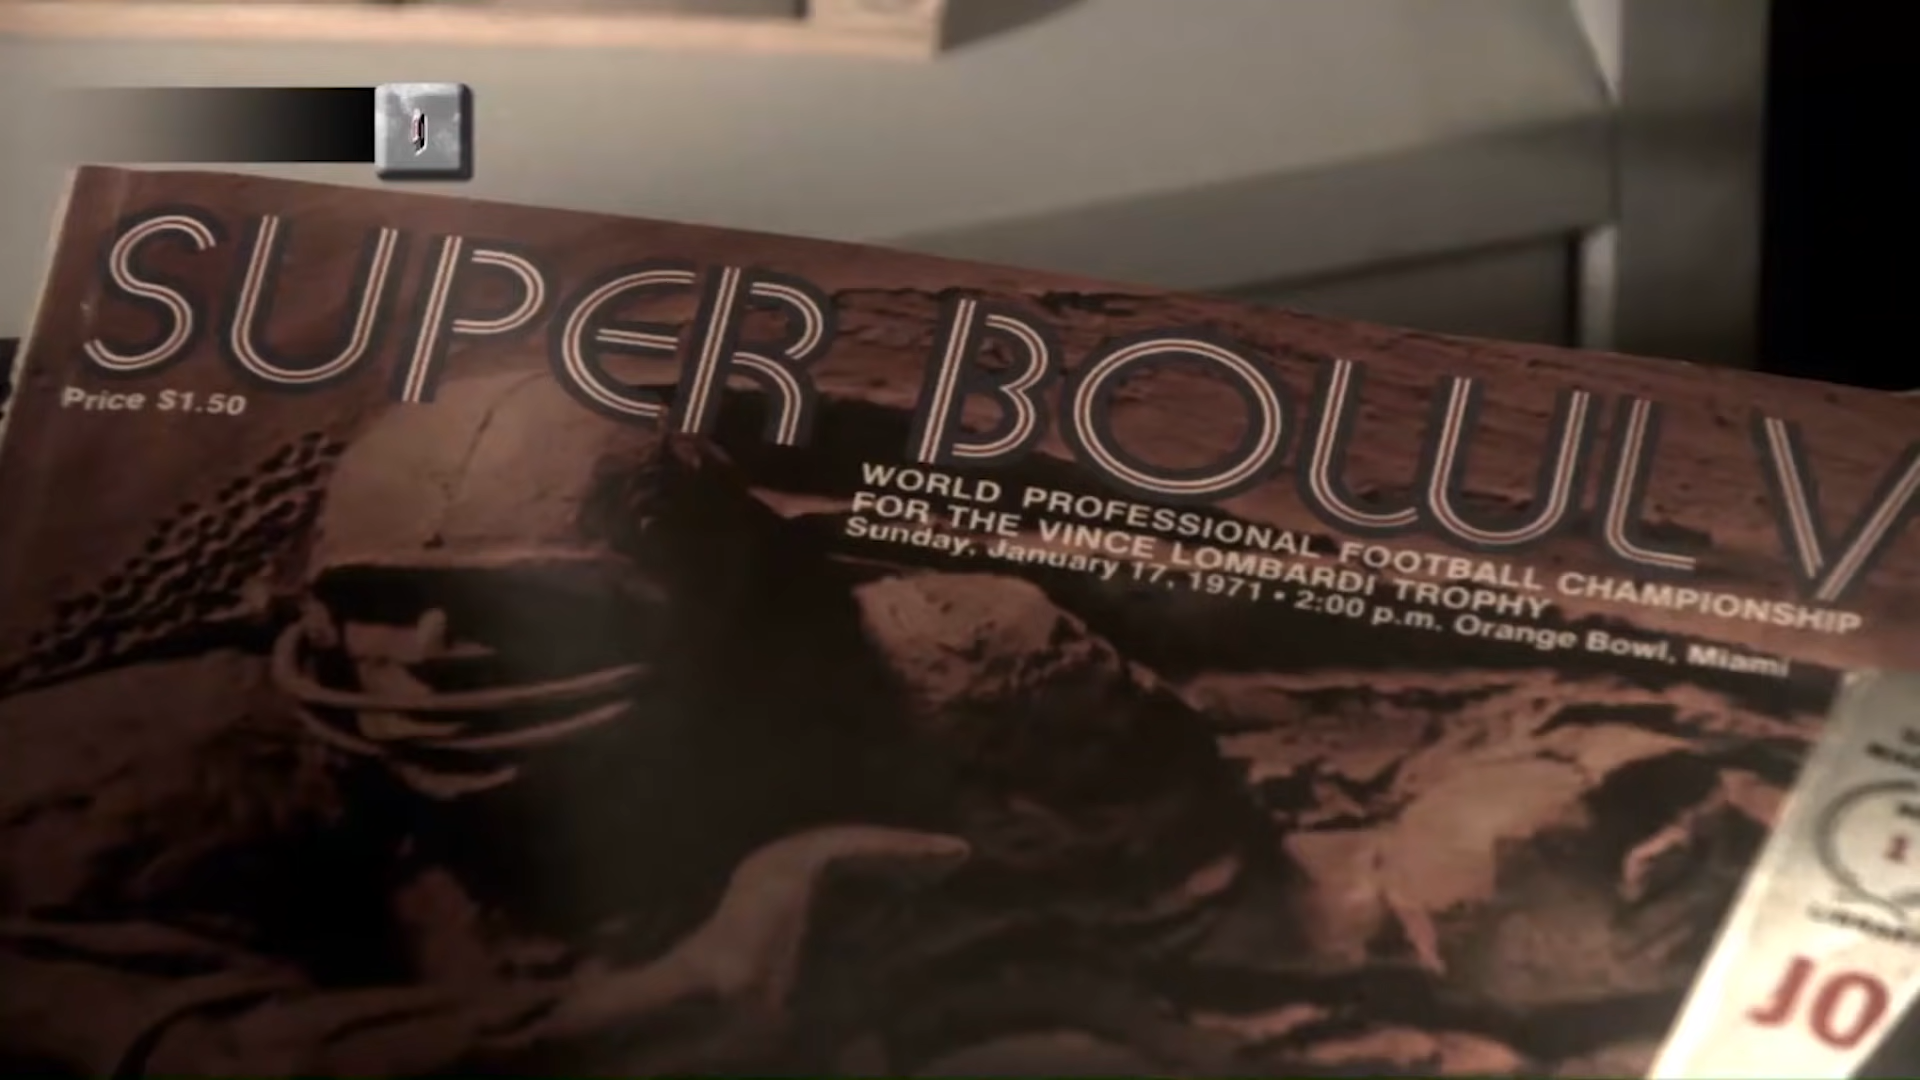 SUPER BOWL V
Price $1.50
WORLD PROFESSIONAL FOOTBALL CHAMPIONSHIP
FOR THE VINCE LOMBARDI TROPHY
Sunday, January 17, 1971 • 2:00 p.m. Orange Bowl, Miami
JO